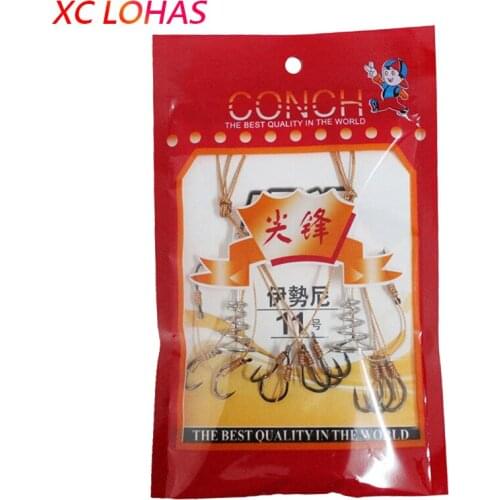 XC LOHAS
CONCH
THE BEST QUALITY IN THE WORLD
尖锋
伊勢尼
11号
THE BEST QUALITY IN THE WORLD